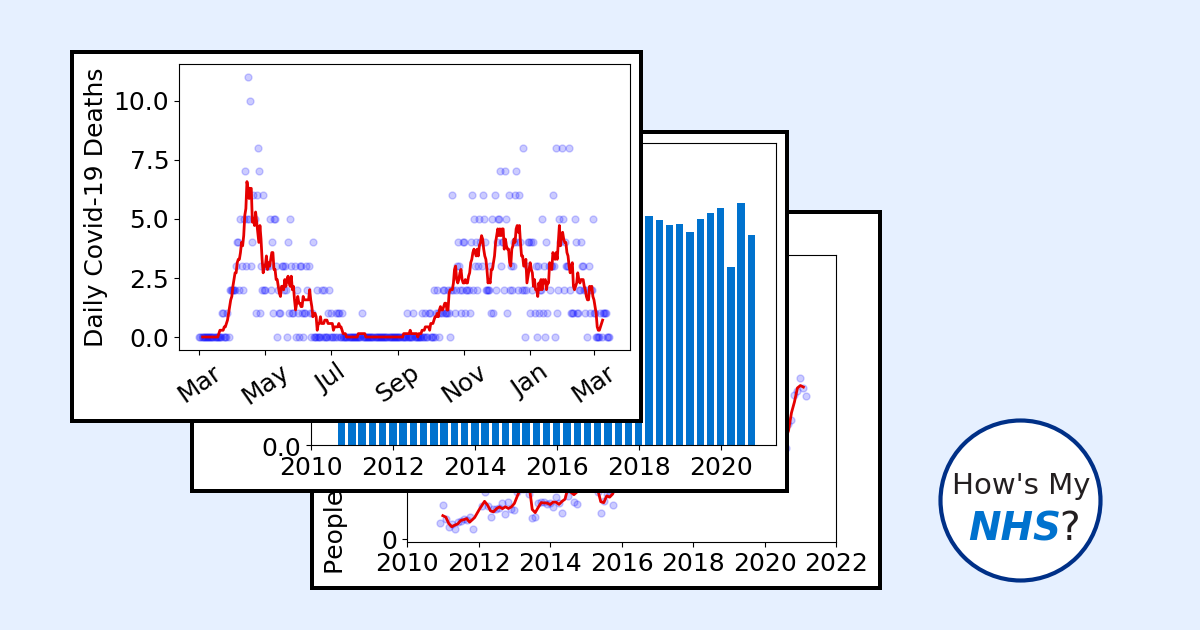 Daily Covid-19 Deaths
10.0
7.5
5.0
2.5
0.0
Mar May Jul Sep Nov Jan Mar
0.0
2010 2012 2014 2016 2018 2020
People
0
2010 2012 2014 2016 2018 2020 2022
How's My
NHS?